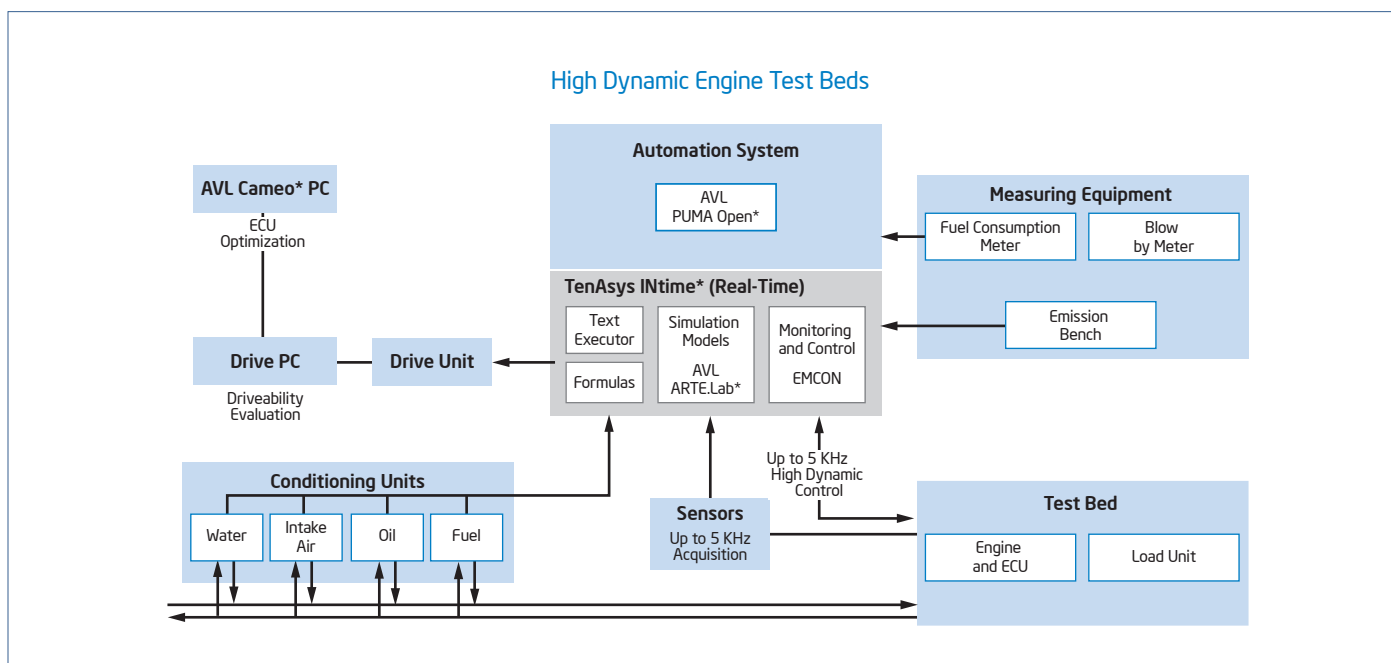 High Dynamic Engine Test Beds
Automation System
AVL
PUMA Open*
AVL Cameo* PC
ECU
Optimization
Measuring Equipment
Fuel Consumption
Meter
Blow
by Meter
Emission
Bench
TenAsys INtime* (Real-Time)
Text
Executor
Formulas
Simulation
Models
AVL
ARTE.Lab*
Monitoring
and Control
EMCON
Drive PC
Driveability
Evaluation
Drive Unit
Conditioning Units
Water
Intake
Air
Oil
Fuel
Sensors
Up to 5 KHz
Acquisition
Up to 5 KHz
High Dynamic
Control
Test Bed
Engine
and ECU
Load Unit